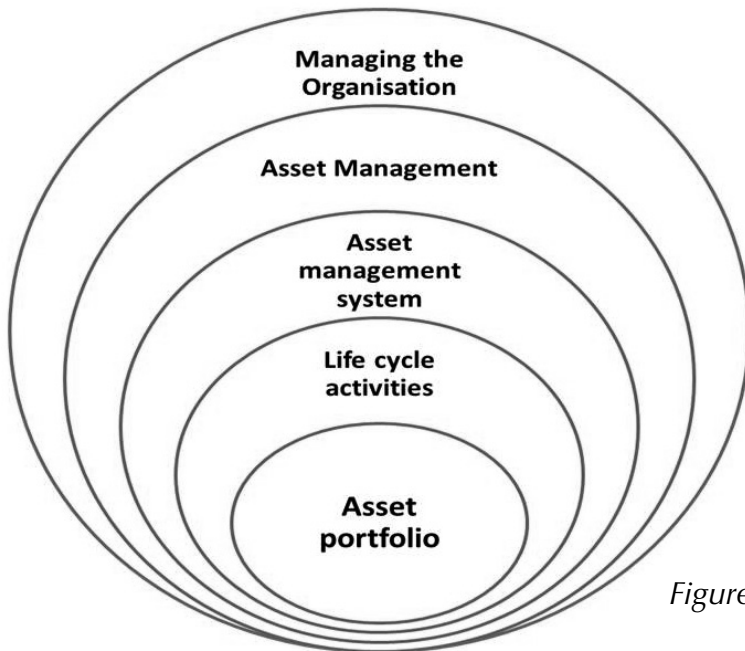 Managing the
Organisation
Asset Management
Asset
management
system
Life cycle
activities
Asset
portfolio
Figure